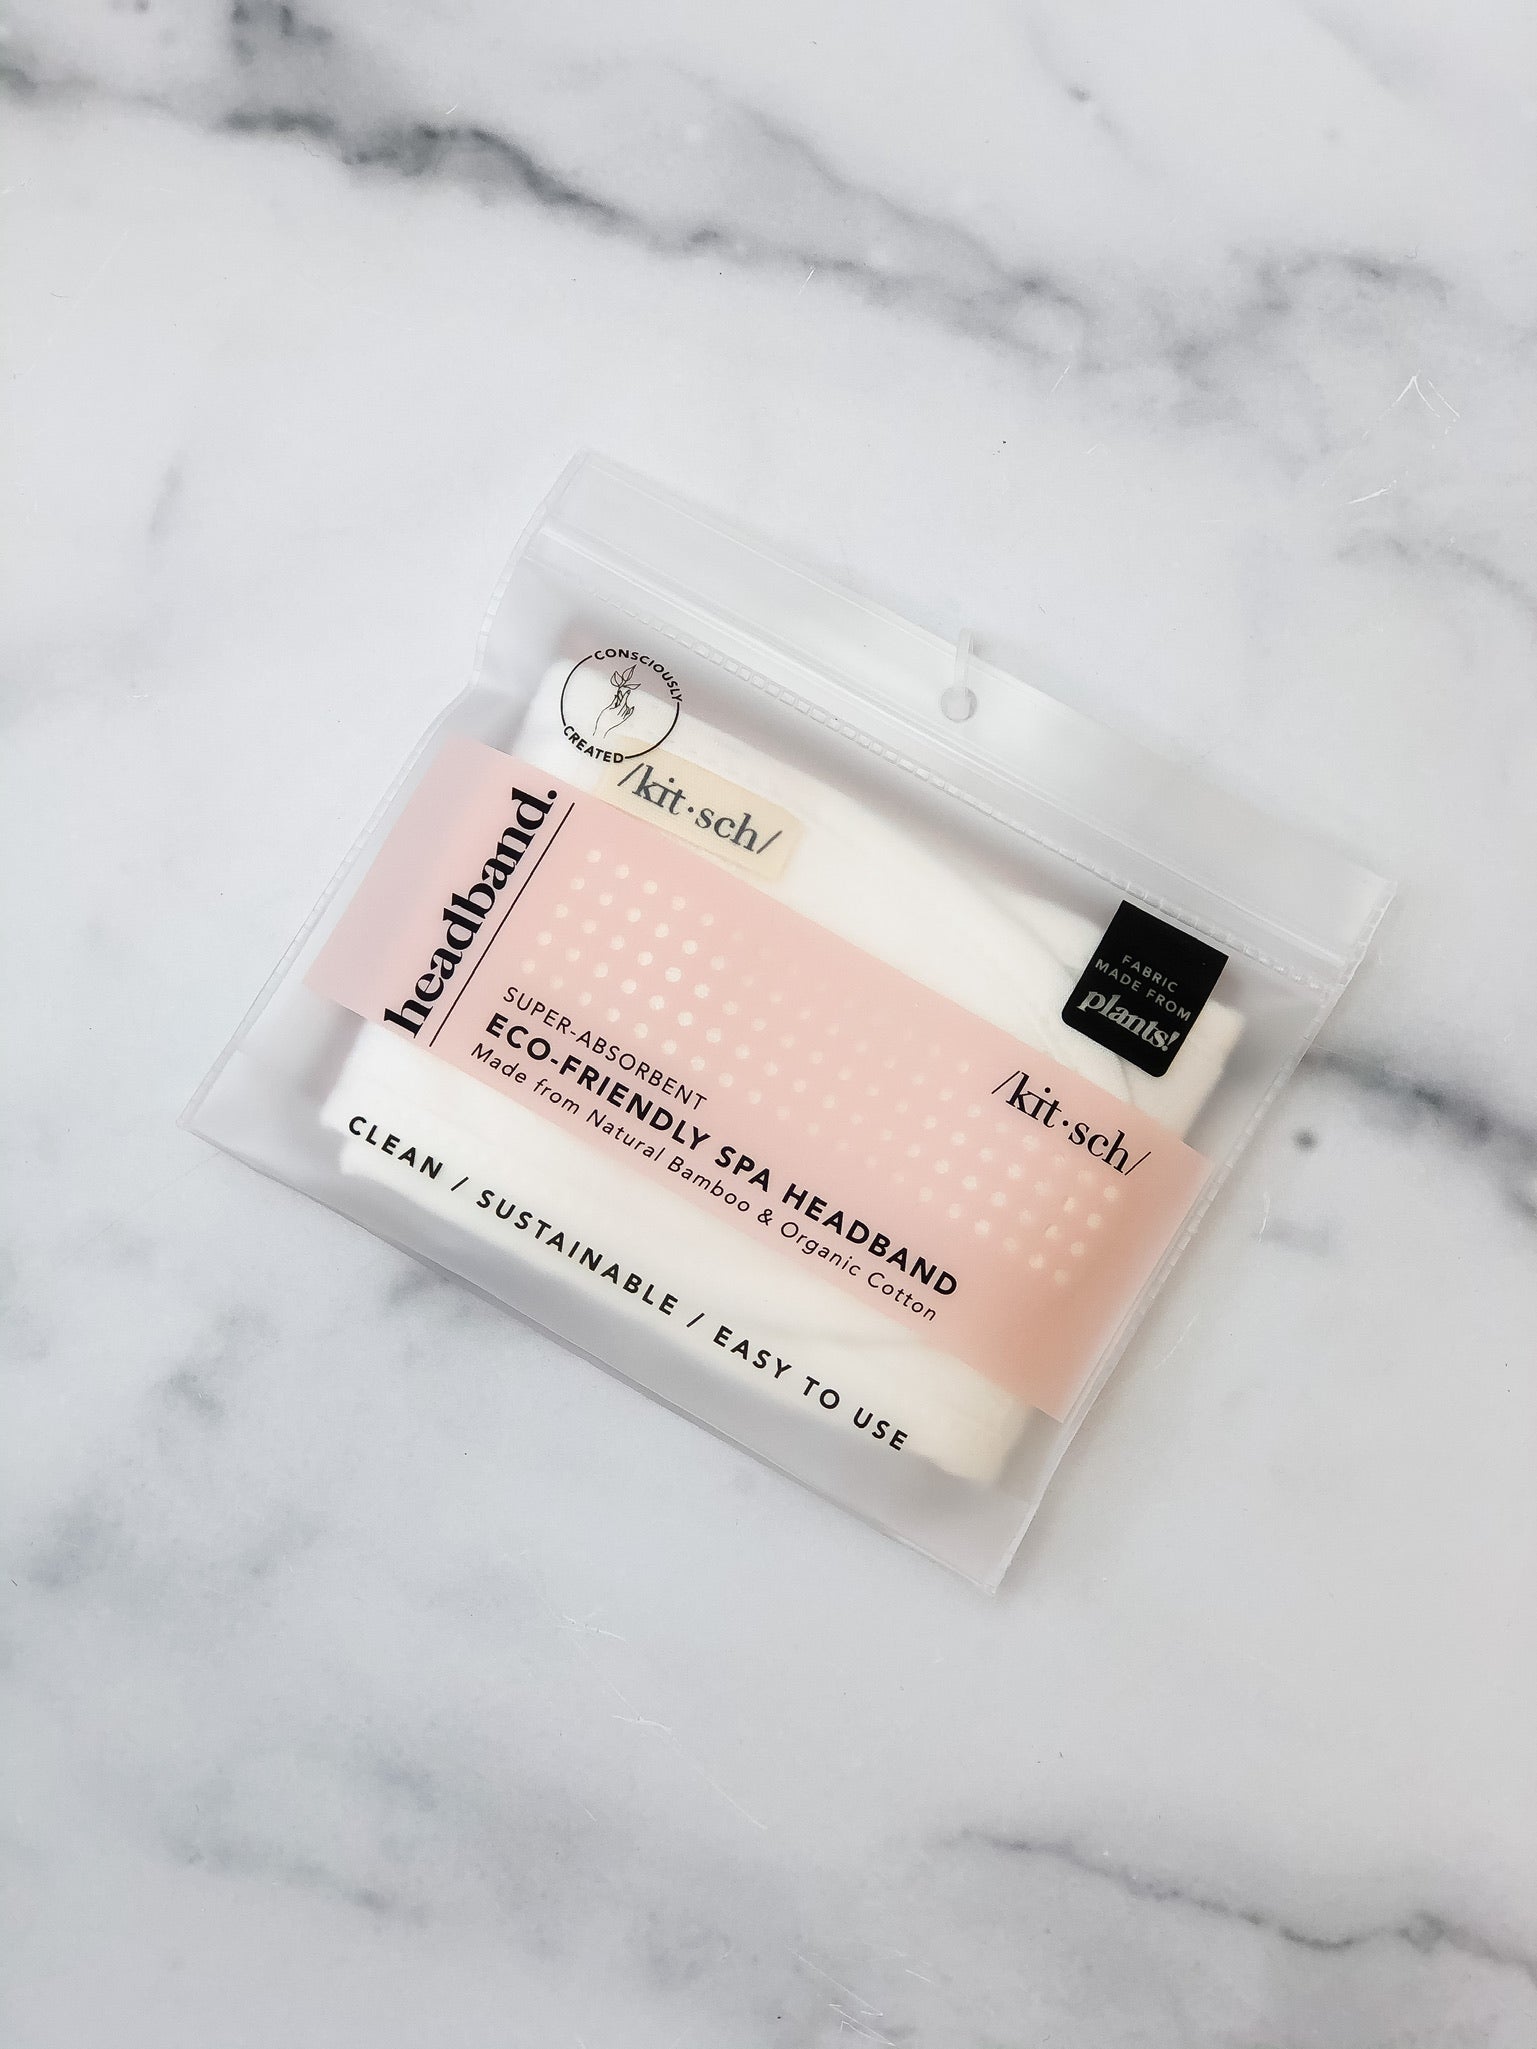 CONSCIOUSLY
CREATED
/kit·sch/
headband.
FABRIC
MADE FROM
plants!
/kit·sch/
SUPER-ABSORBENT
ECO-FRIENDLY SPA HEADBAND
Made from Natural Bamboo & Organic Cotton
CLEAN / SUSTAINABLE / EASY TO USE